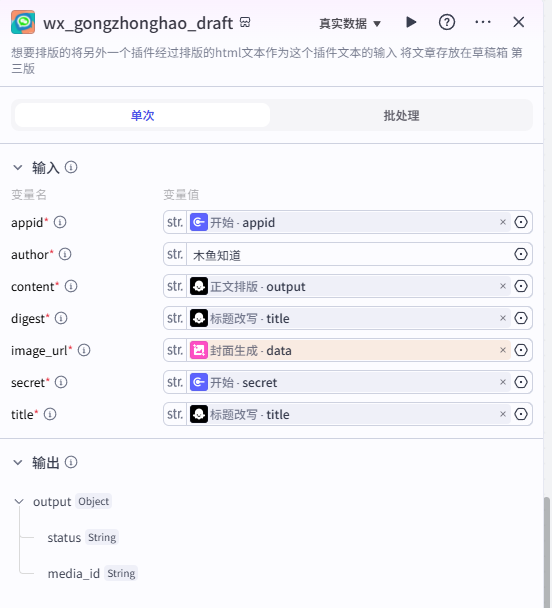 wx_gongzhonghao_draft 真实数据
想要排版的将另外一个插件经过排版的html文本作为这个插件文本的输入 将文章存放在草稿箱 第
三版
单次 批处理
输入
变量名 变量值
appid* str. 开始 · appid ×
author* str. 木鱼知道
content* str. 正文排版 · output ×
digest* str. 标题改写 · title ×
image_url* str. 封面生成 · data ×
secret* str. 开始 · secret ×
title* str. 标题改写 · title ×
输出
output Object
status String
media_id String